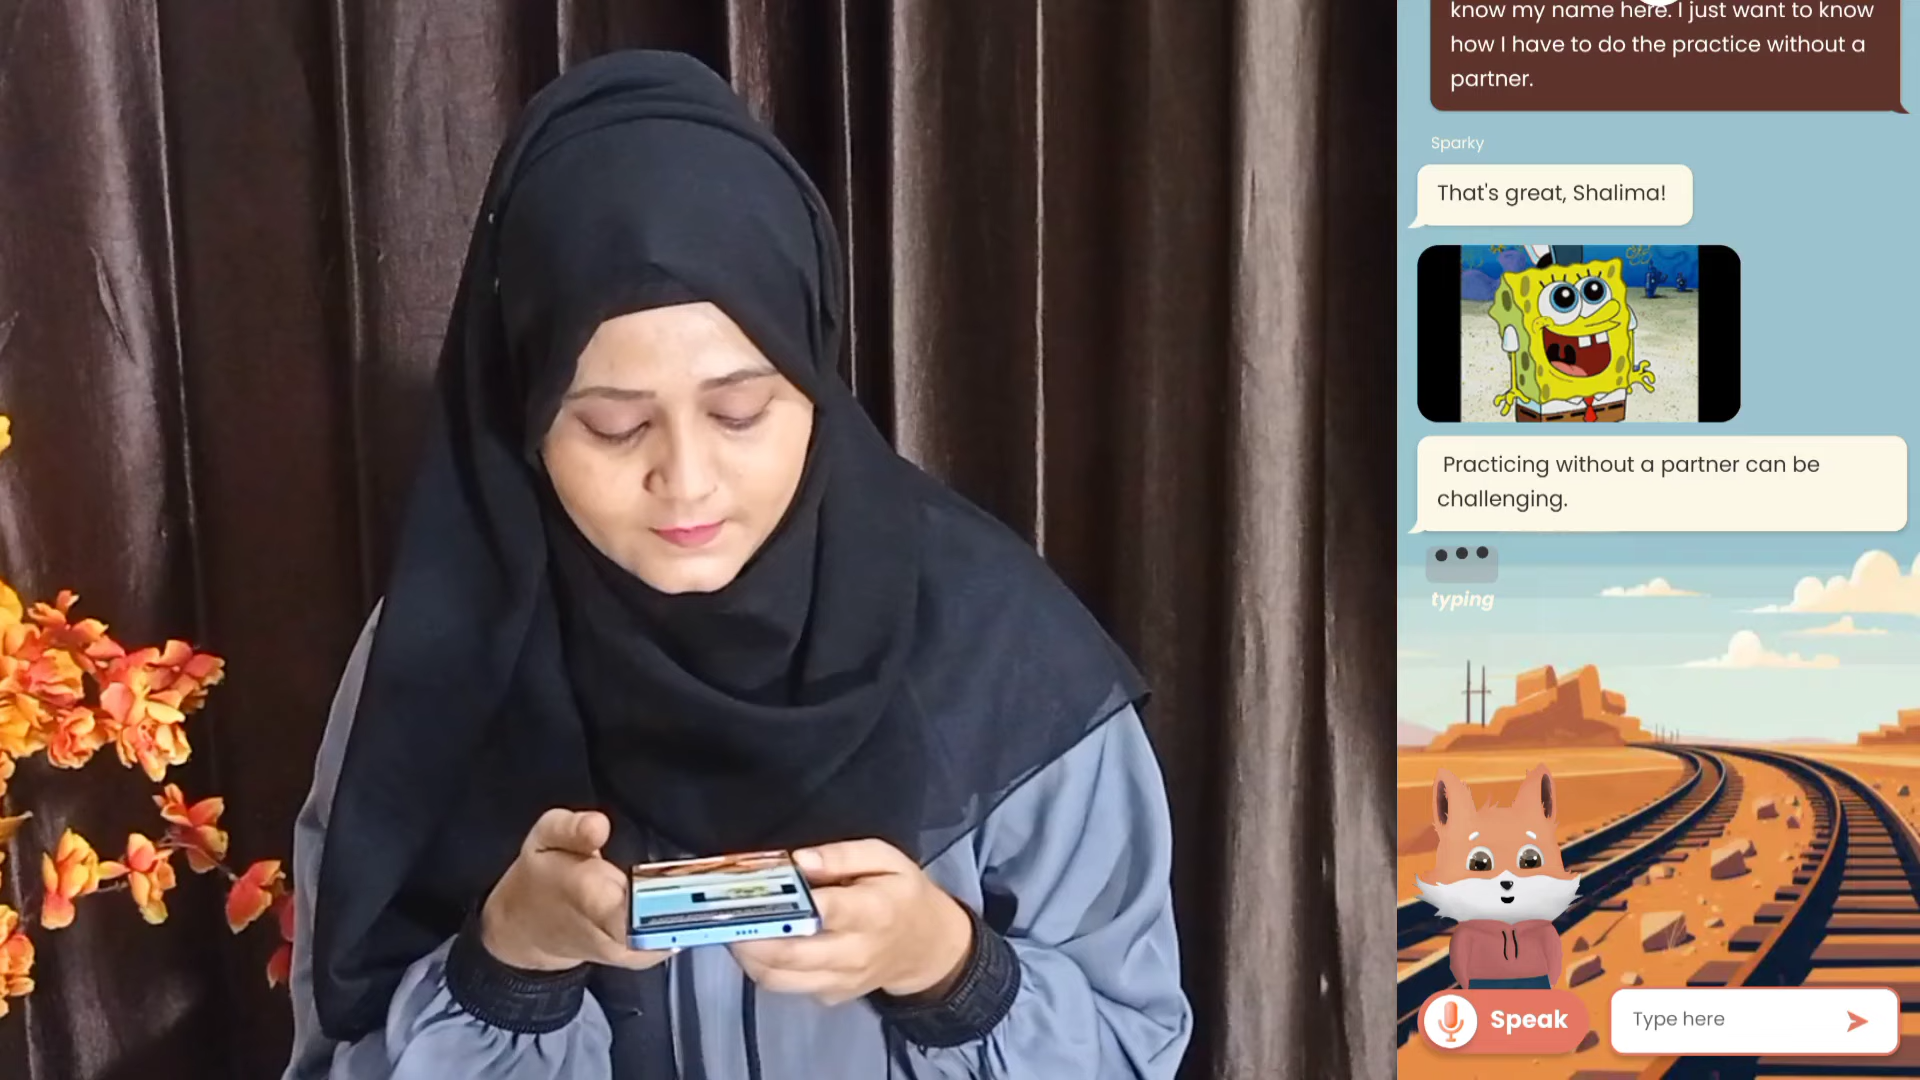 know my name here. I just want to know
how I have to do the practice without a
partner.
Sparky
That's great, Shalima!
Practicing without a partner can be
challenging.
typing
Speak
Type here